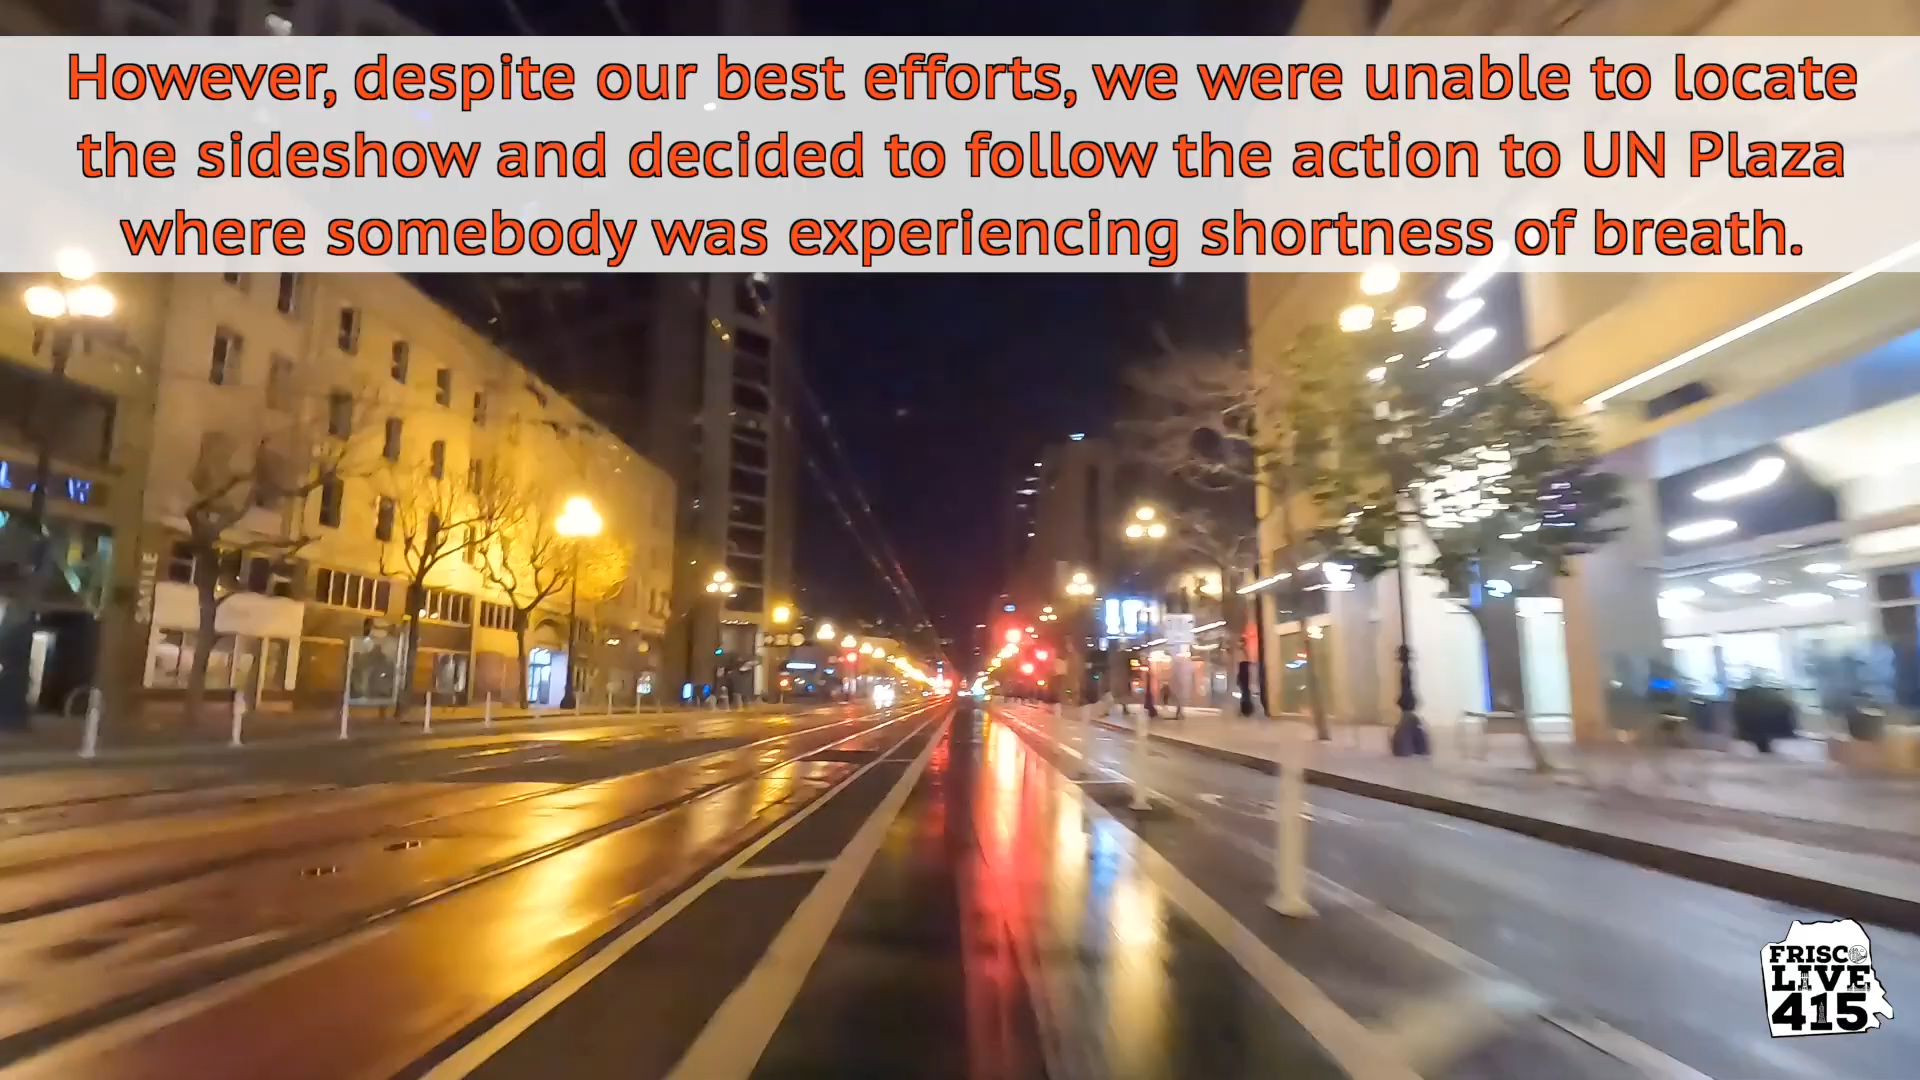 However, despite our best efforts, we were unable to locate
the sideshow and decided to follow the action to UN Plaza
where somebody was experiencing shortness of breath.
FRISCO
LIVE
415